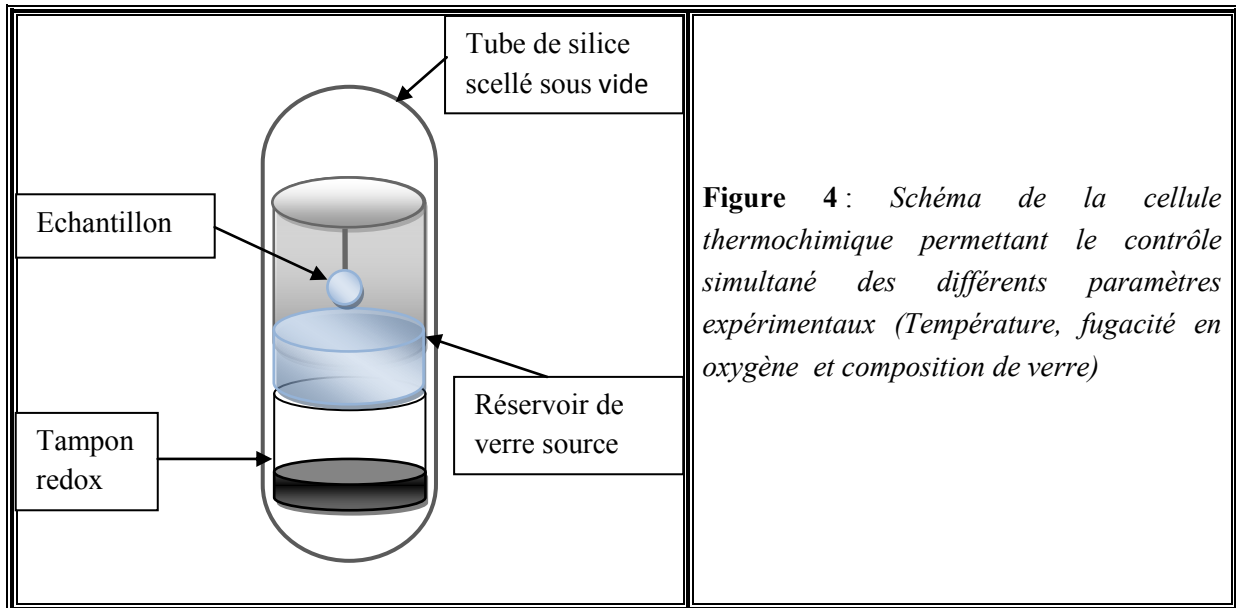 Tube de silice
scellé sous vide
Echantillon
Réservoir de
verre source
Tampon
redox
Figure 4 : Schéma de la cellule
thermochimique permettant le contrôle
simultané des différents paramètres
expérimentaux (Température, fugacité en
oxygène et composition de verre)